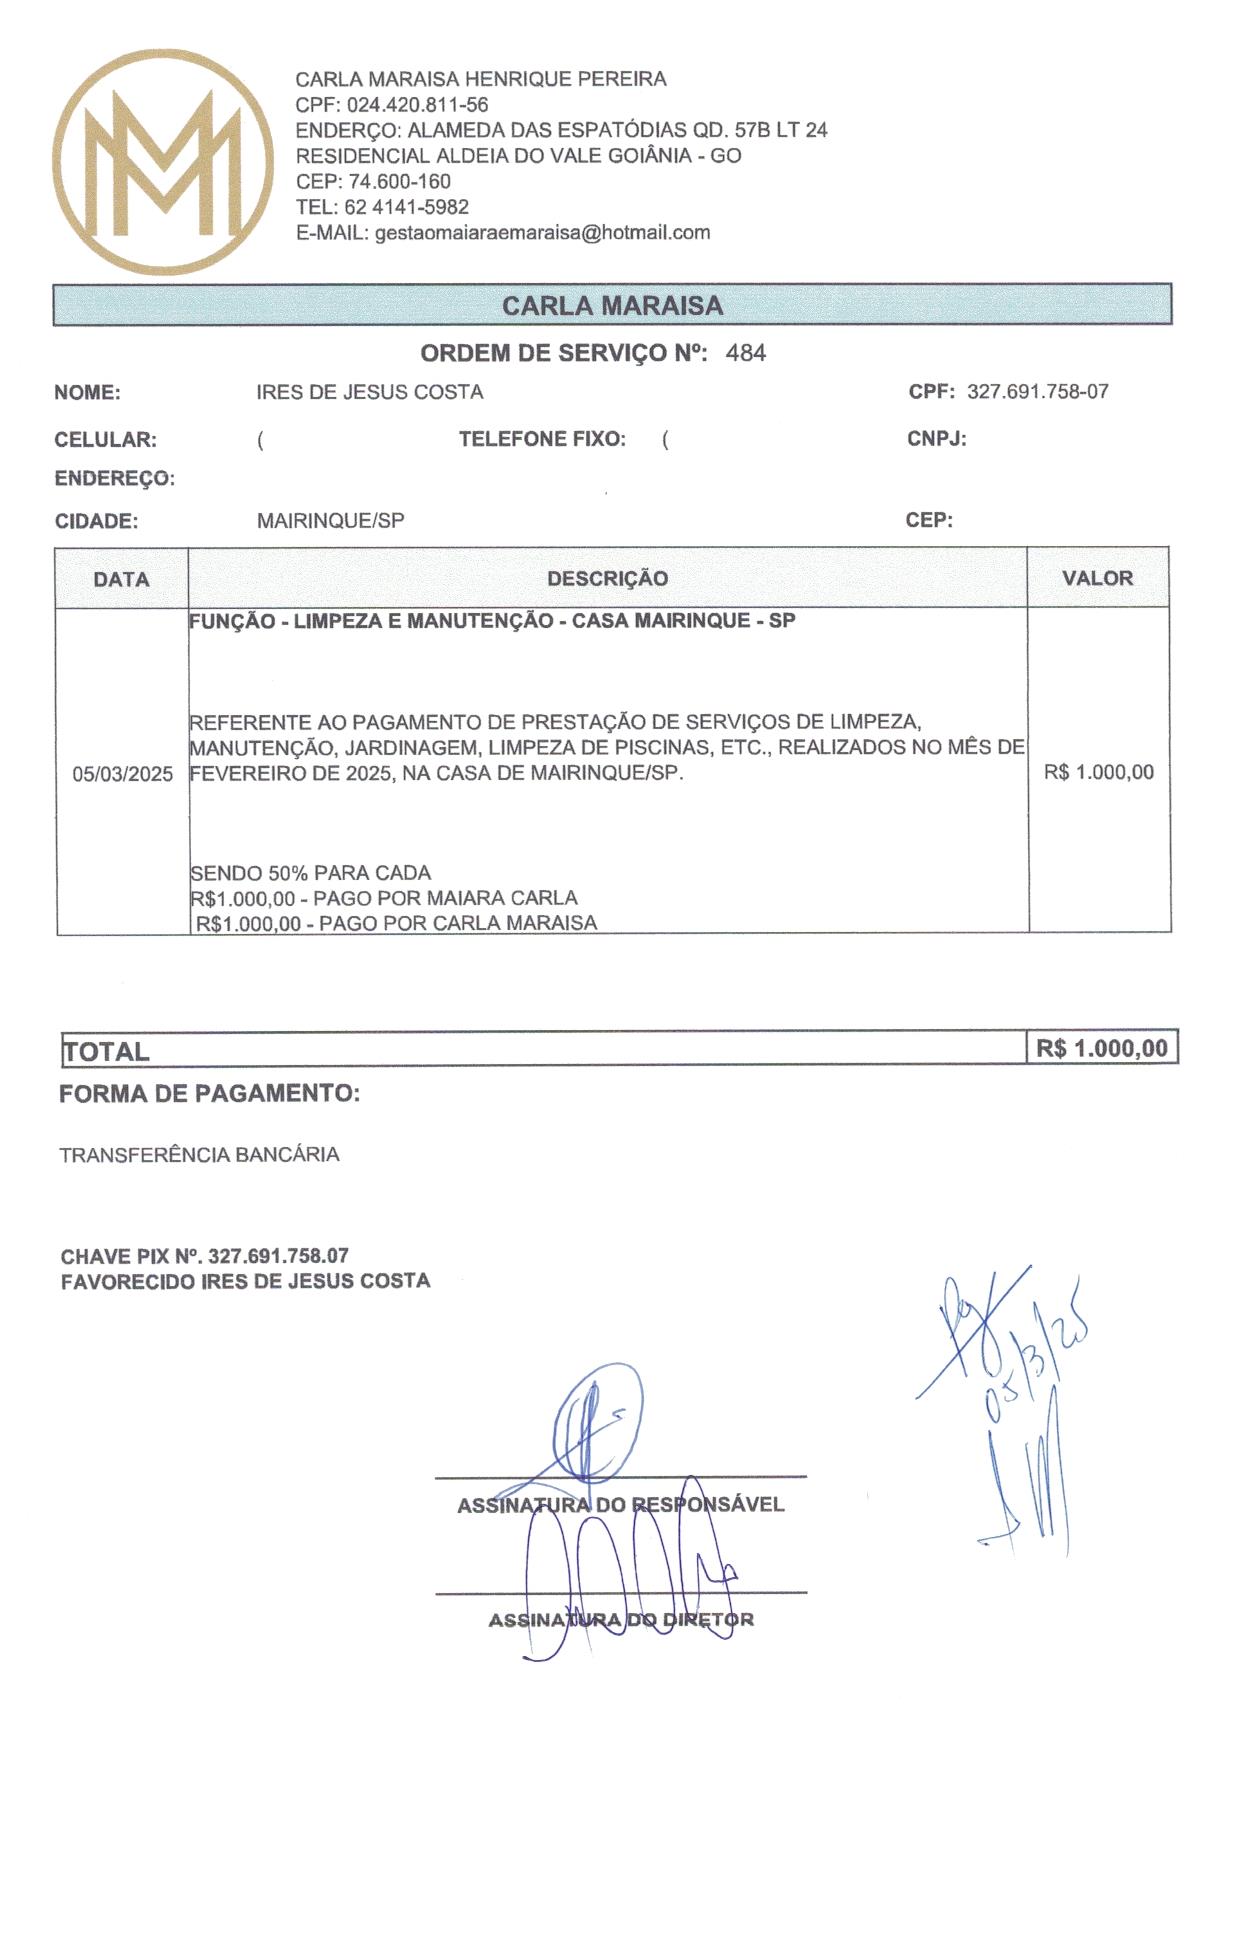 CARLA MARAISA HENRIQUE PEREIRA
CPF: 024.420.811-56
ENDERÇO: ALAMEDA DAS ESPATÓDIAS QD. 57B LT 24
RESIDENCIAL ALDEIA DO VALE GOIÂNIA - GO
CEP: 74.600-160
TEL: 62 4141-5982
E-MAIL: gestaomaiaraemaraisa@hotmail.com
CARLA MARAISA
ORDEM DE SERVIÇO Nº: 484
NOME: IRES DE JESUS COSTA CPF: 327.691.758-07
CELULAR: ( TELEFONE FIXO: ( CNPJ:
ENDEREÇO:
CIDADE: MAIRINQUE/SP CEP:
DATA DESCRIÇÃO VALOR
FUNÇÃO - LIMPEZA E MANUTENÇÃO - CASA MAIRINQUE - SP
REFERENTE AO PAGAMENTO DE PRESTAÇÃO DE SERVIÇOS DE LIMPEZA,
MANUTENÇÃO, JARDINAGEM, LIMPEZA DE PISCINAS, ETC., REALIZADOS NO MÊS DE
05/03/2025 FEVEREIRO DE 2025, NA CASA DE MAIRINQUE/SP. R$ 1.000,00
SENDO 50% PARA CADA
R$1.000,00 - PAGO POR MAIARA CARLA
R$1.000,00 - PAGO POR CARLA MARAISA
TOTAL R$ 1.000,00
FORMA DE PAGAMENTO:
TRANSFERÊNCIA BANCÁRIA
CHAVE PIX Nº. 327.691.758.07
FAVORECIDO IRES DE JESUS COSTA
Pg
05/3/25
ASSINATURA DO RESPONSÁVEL
ASSINATURA DO DIRETOR